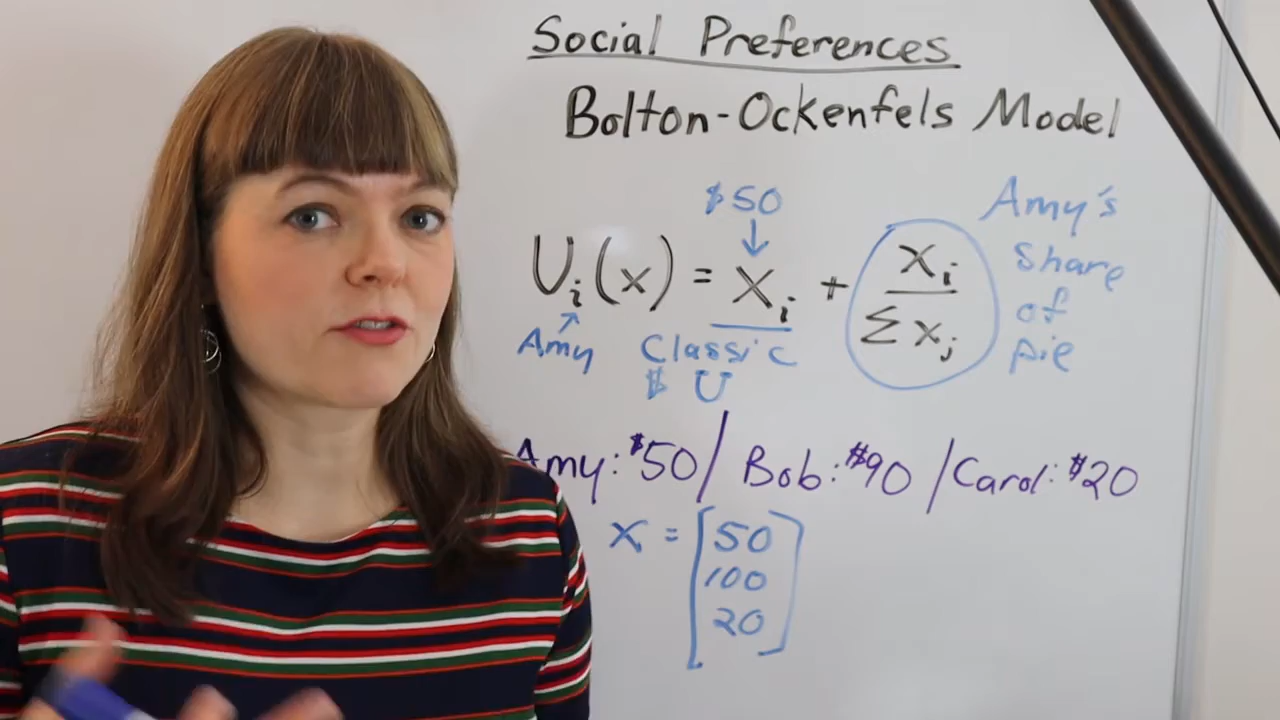 Social Preferences
Bolton-Ockenfels Model
$50
↓
Amy's
Share
of
pie
Ui(x) = Xi + Xi / Σxj
Amy
Classic
$ U
Amy: $50 / Bob: $90 / Carol: $20
X = [50
100
20]